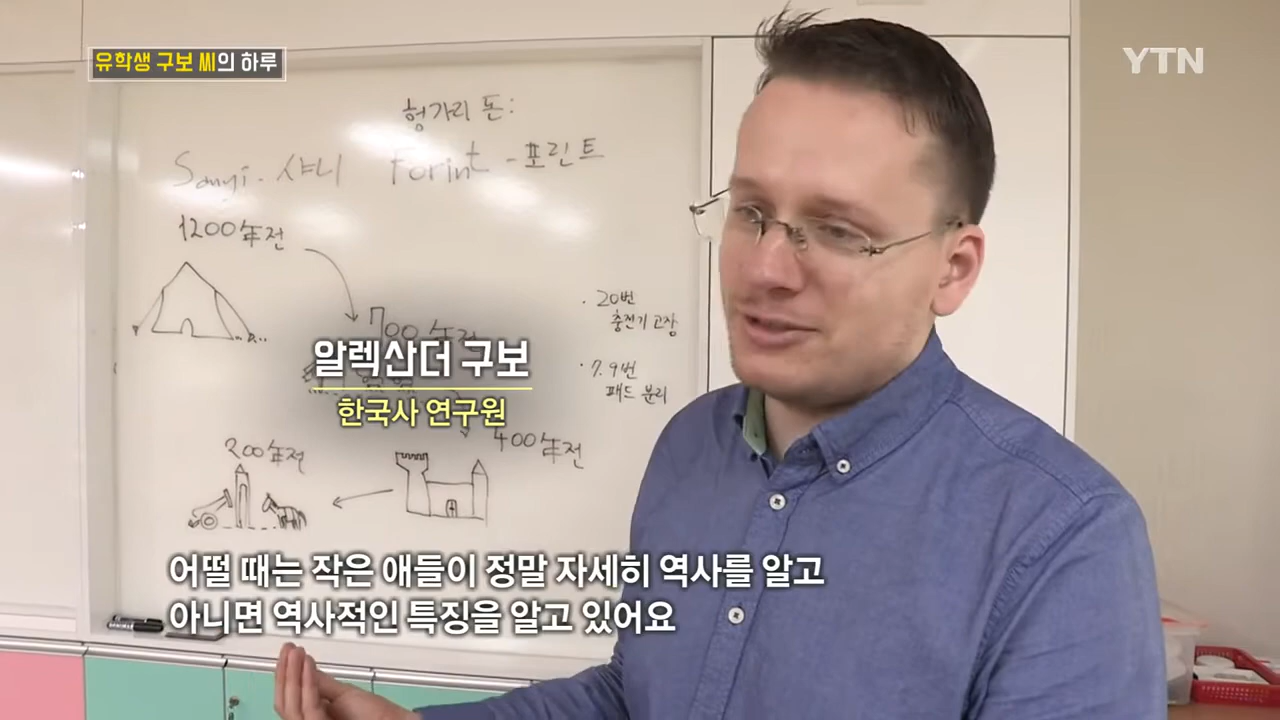 유학생 구보 씨의 하루
YTN
헝가리 돈:
Sanyi - 샤니
Forint - 포린트
1200年전
700年전
· 20번
충전기 고장
· 7. 9번
패드 분리
알렉산더 구보
한국사 연구원
400年전
200年전
어떨 때는 작은 애들이 정말 자세히 역사를 알고
아니면 역사적인 특징을 알고 있어요